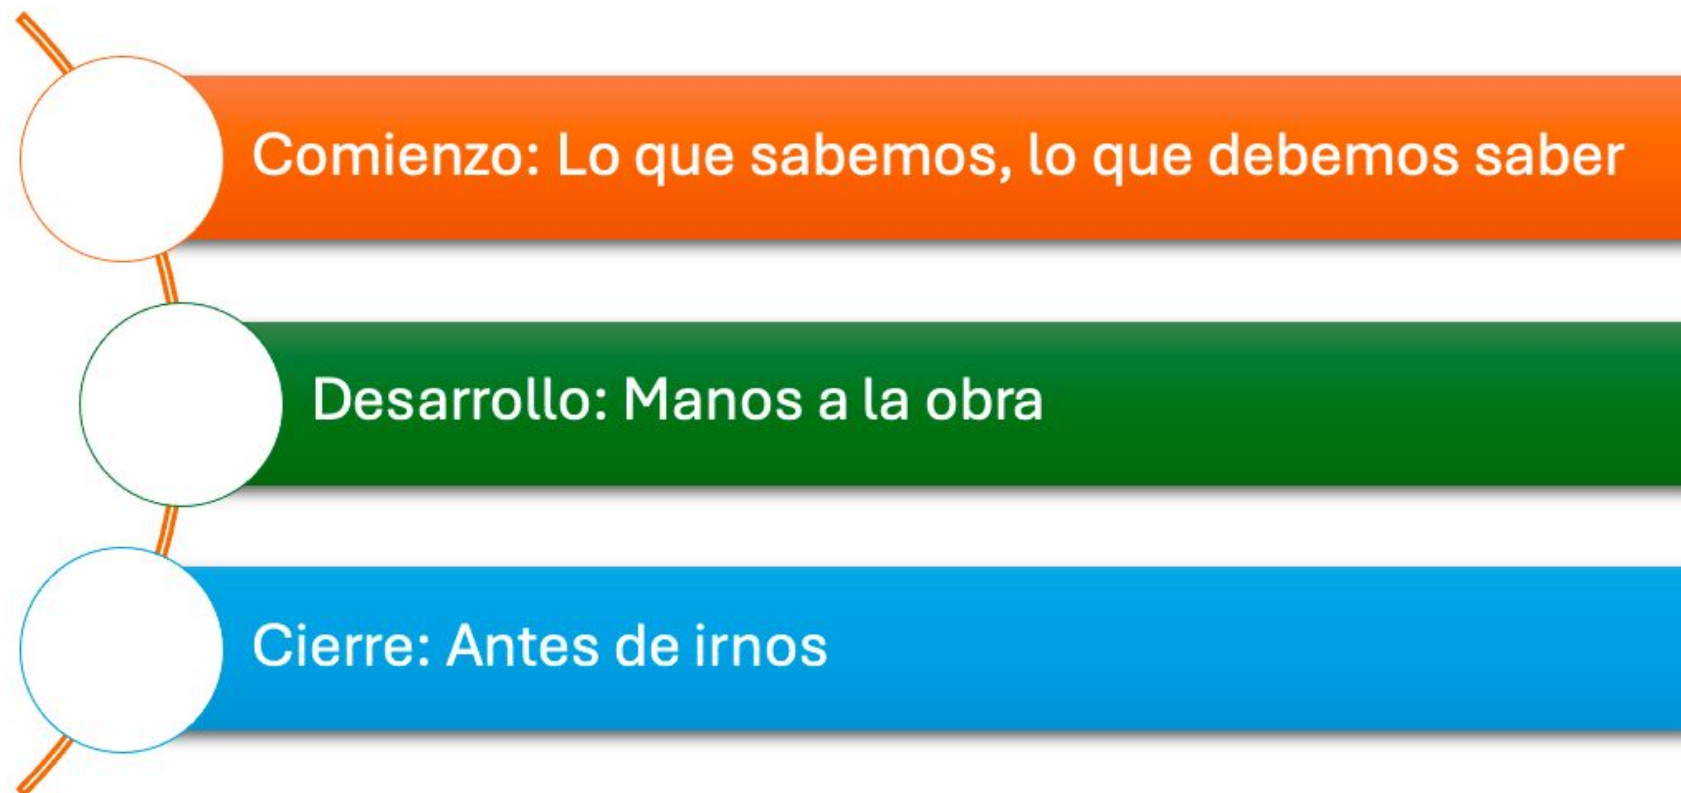 Comienzo: Lo que sabemos, lo que debemos saber
Desarrollo: Manos a la obra
Cierre: Antes de irnos